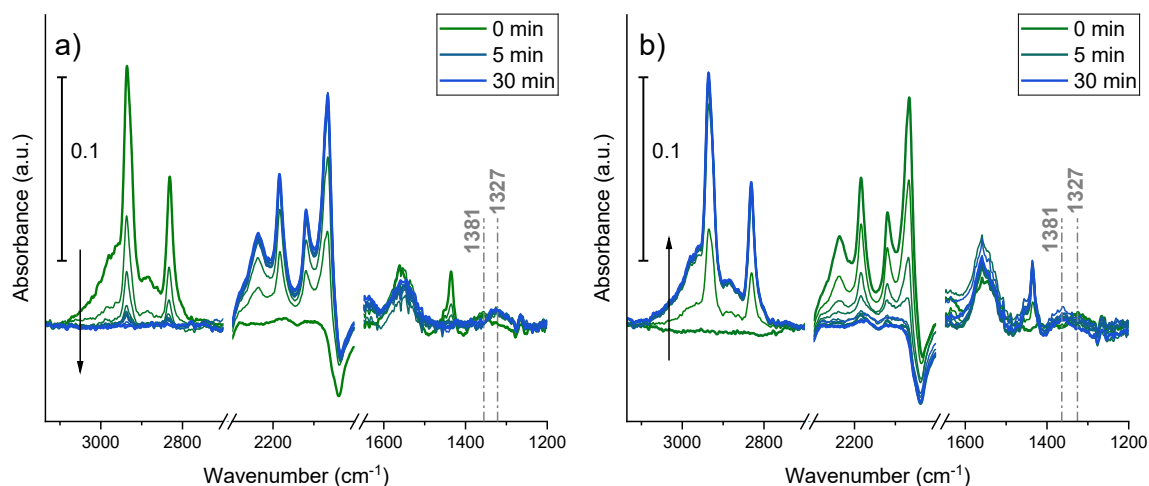 a)
0 min
5 min
30 min
0.1
1381
1327
Absorbance (a.u.)
3000 2800 2200 1600 1400 1200
Wavenumber (cm⁻¹)
b)
0 min
5 min
30 min
0.1
1381
1327
Absorbance (a.u.)
3000 2800 2200 1600 1400 1200
Wavenumber (cm⁻¹)